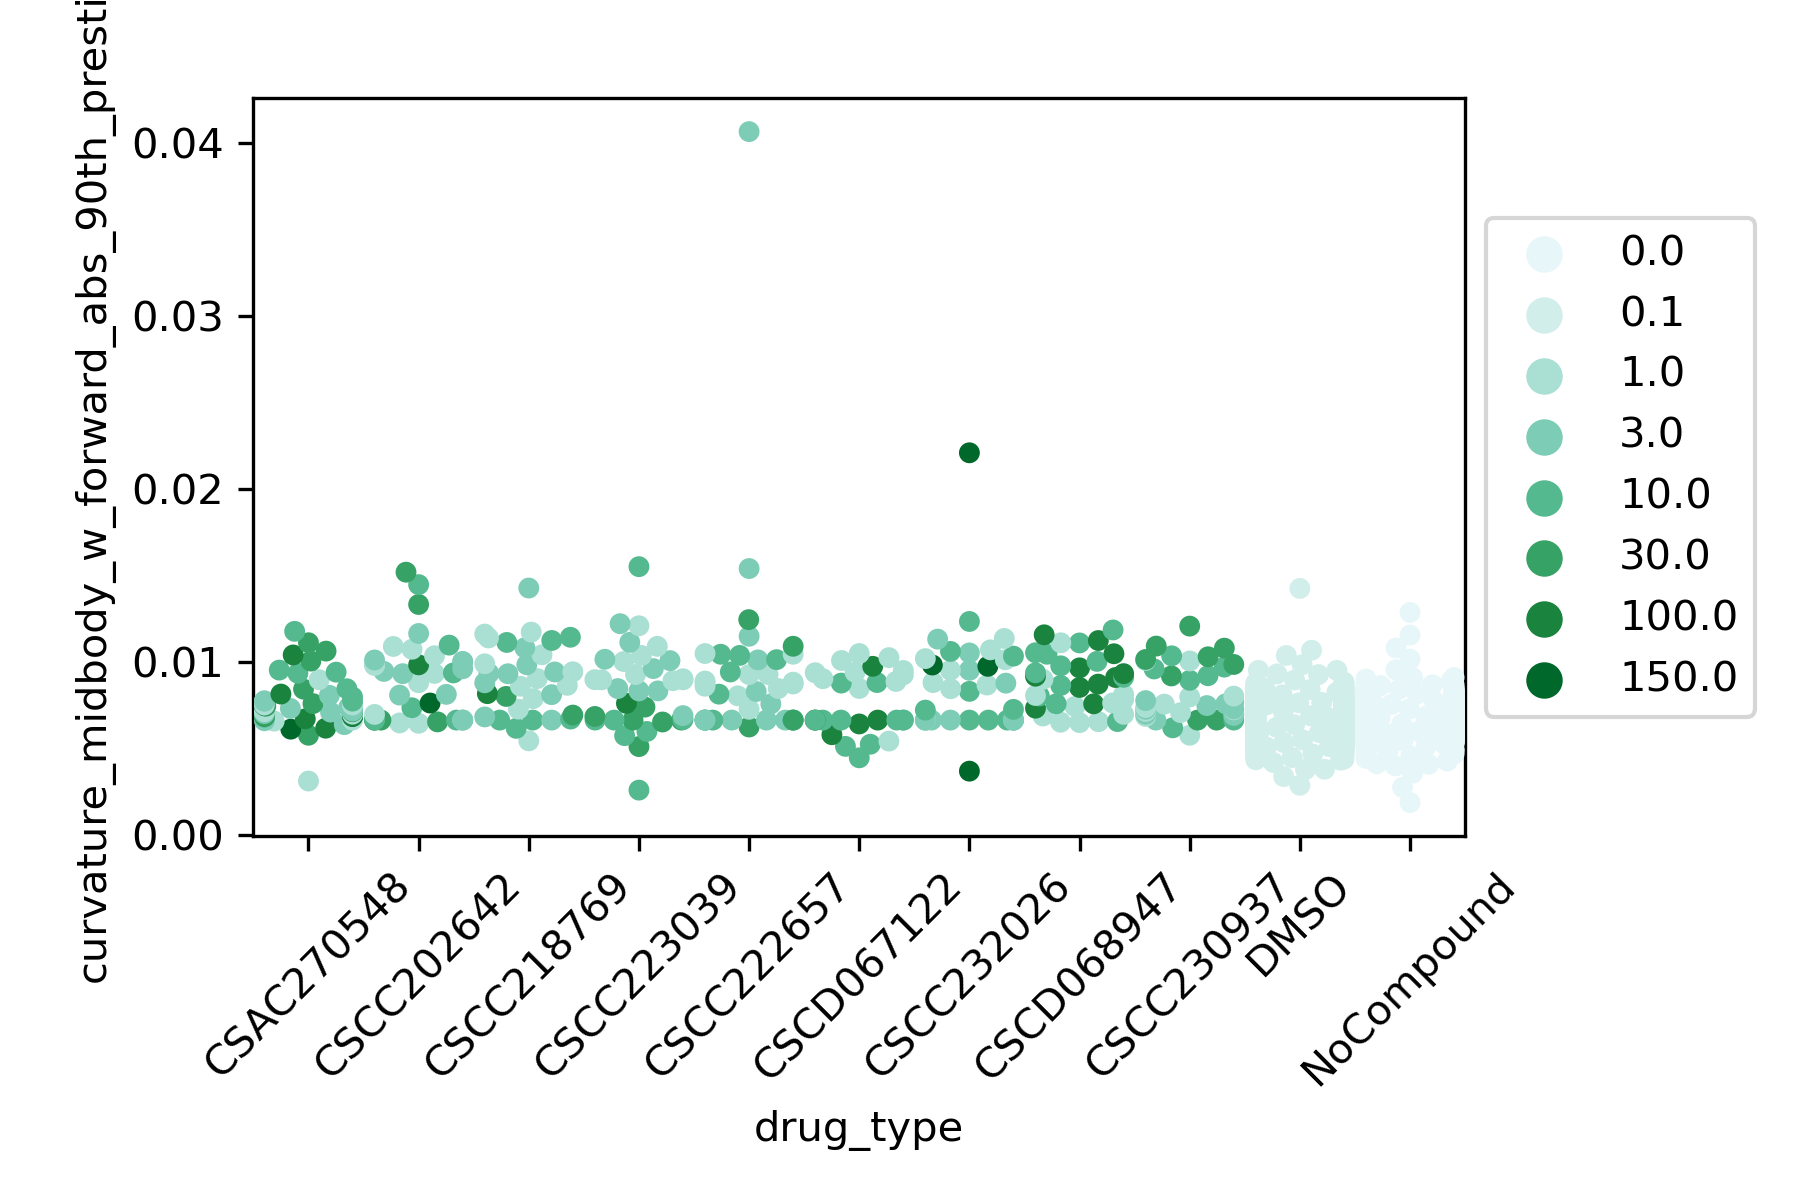 curvature_midbody_w_forward_abs_90th_presti
0.04
0.03
0.02
0.01
0.00
CSAC270548
CSCC202642
CSCC218769
CSCC223039
CSCC222657
CSCD067122
CSCC232026
CSCD068947
CSCC230937
DMSO
NoCompound
drug_type
0.0
0.1
1.0
3.0
10.0
30.0
100.0
150.0